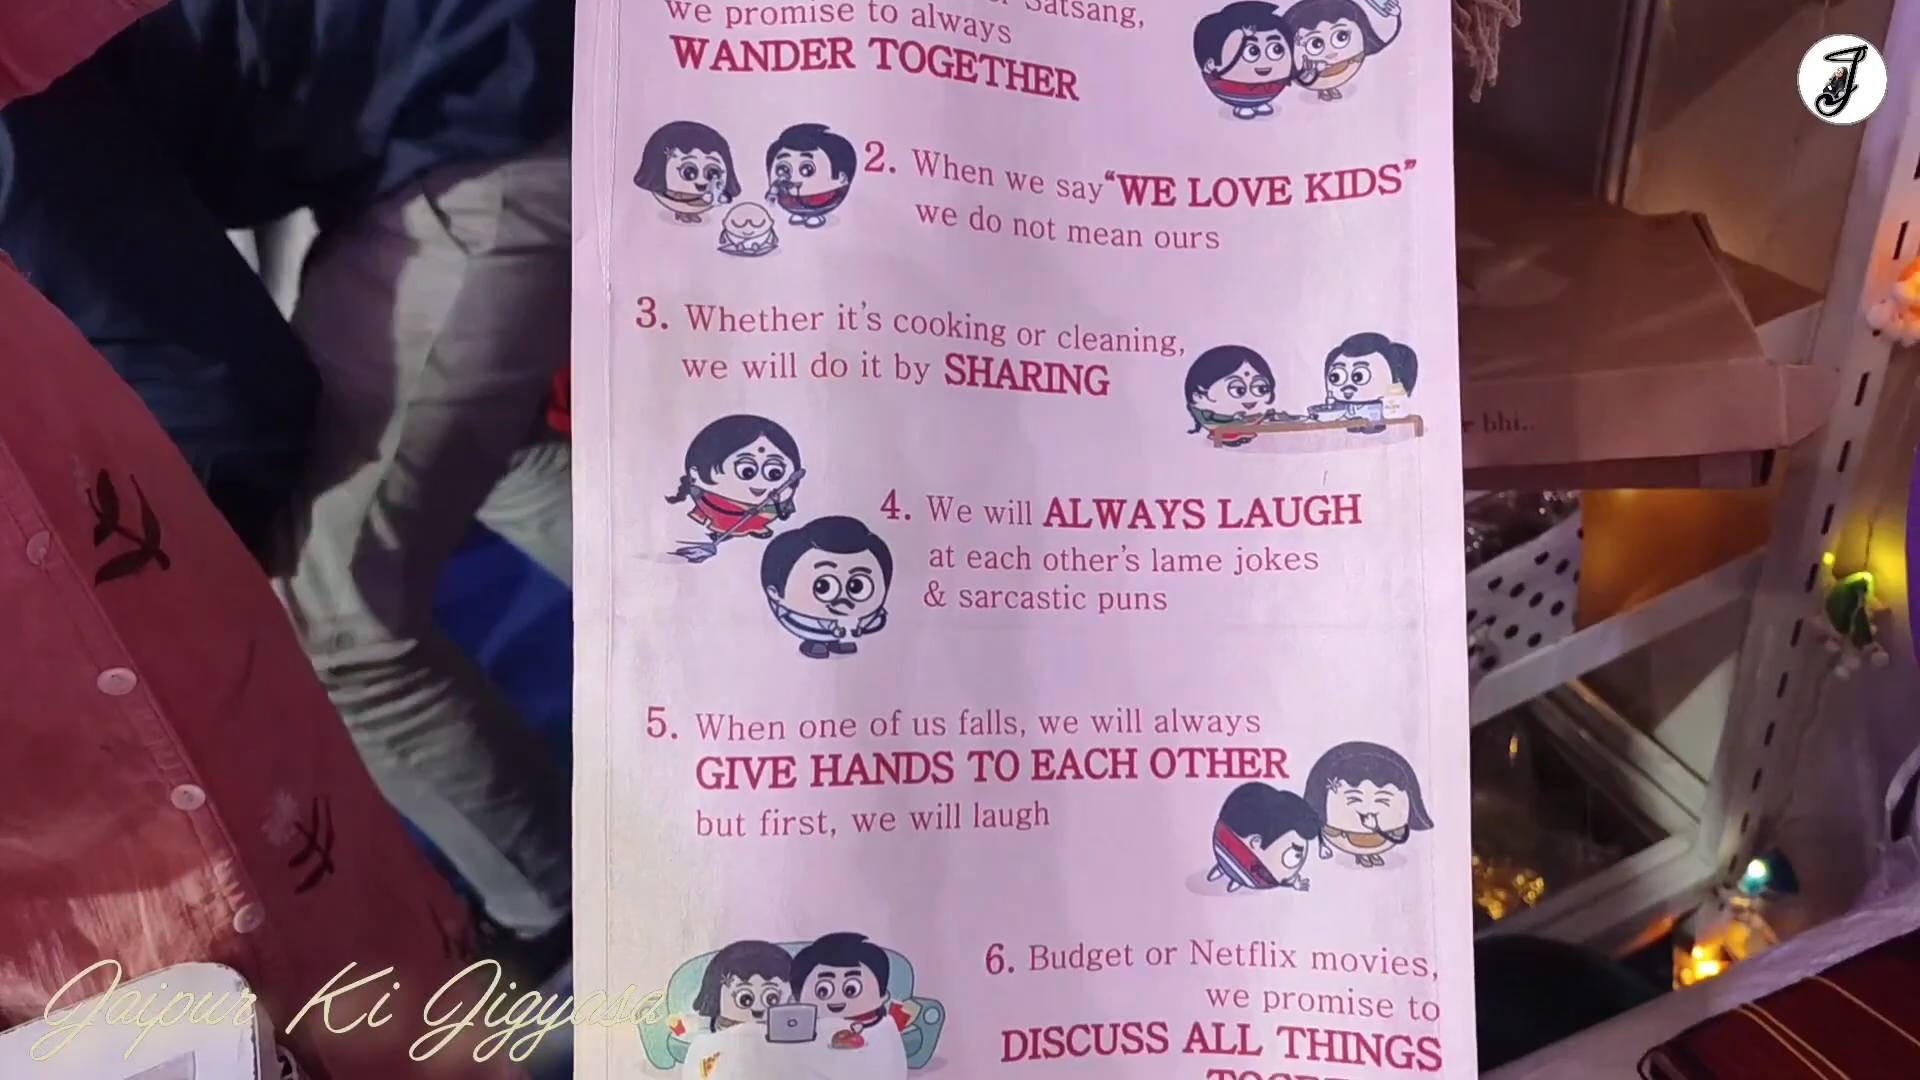 Satsang,
we promise to always
WANDER TOGETHER
2. When we say “WE LOVE KIDS”
we do not mean ours
3. Whether it's cooking or cleaning,
we will do it by SHARING
4. We will ALWAYS LAUGH
at each other's lame jokes
& sarcastic puns
5. When one of us falls, we will always
GIVE HANDS TO EACH OTHER
but first, we will laugh
6. Budget or Netflix movies,
we promise to
DISCUSS ALL THINGS
bhi..
J
Jaipur Ki Jigyasa